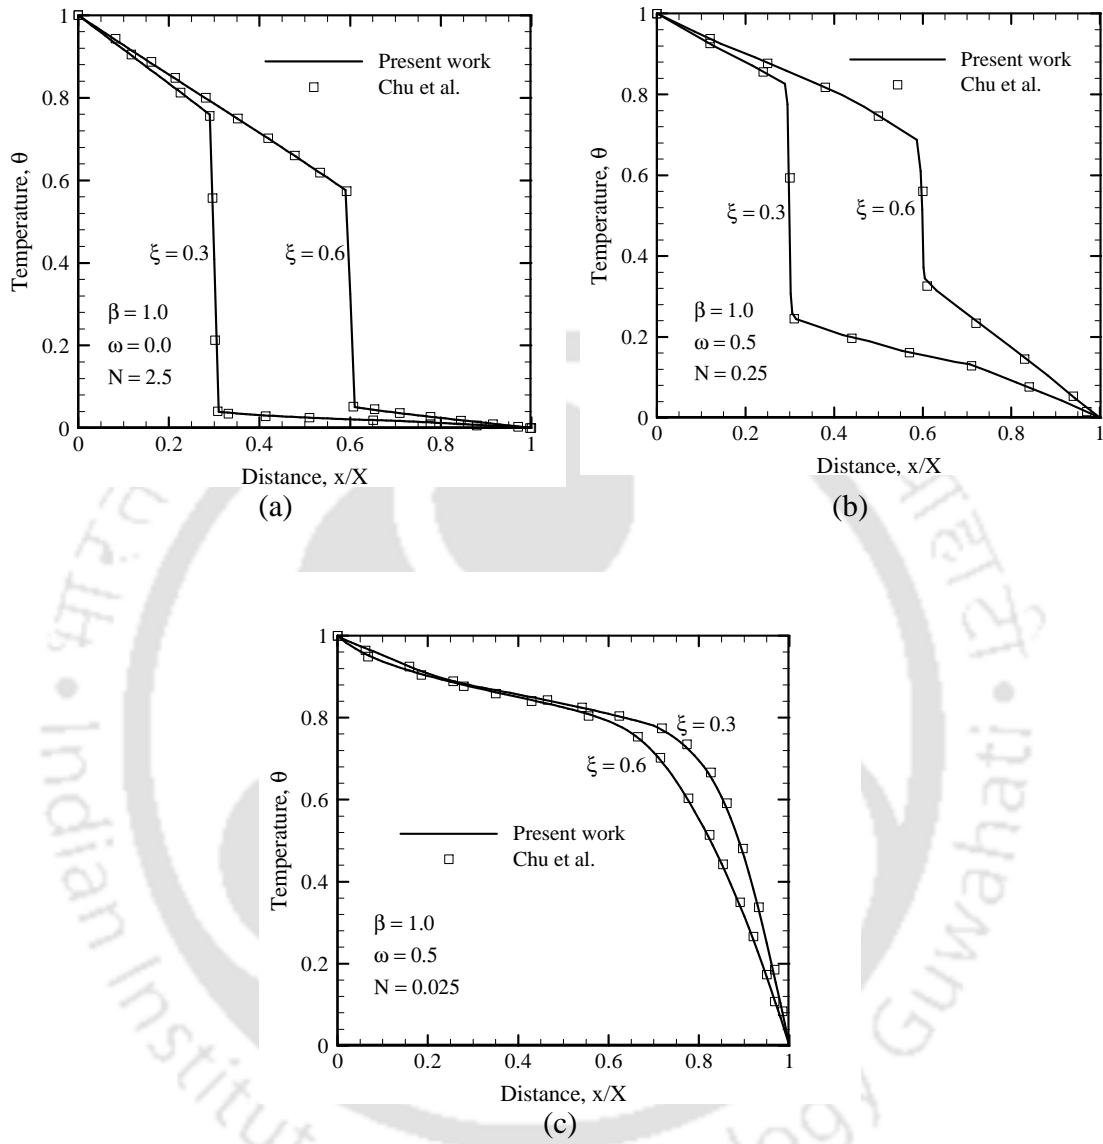 1
0.8
0.6
0.4
0.2
0
0 0.2 0.4 0.6 0.8 1
Temperature, θ
Distance, x/X
Present work
Chu et al.
ξ = 0.3
ξ = 0.6
β = 1.0
ω = 0.0
N = 2.5
(a)
1
0.8
0.6
0.4
0.2
0
0 0.2 0.4 0.6 0.8 1
Temperature, θ
Distance, x/X
Present work
Chu et al.
ξ = 0.3
ξ = 0.6
β = 1.0
ω = 0.5
N = 0.25
(b)
1
0.8
0.6
0.4
0.2
0
0 0.2 0.4 0.6 0.8 1
Temperature, θ
Distance, x/X
ξ = 0.3
ξ = 0.6
Present work
Chu et al.
β = 1.0
ω = 0.5
N = 0.025
(c)
Indian Institu
ogy Guwahati